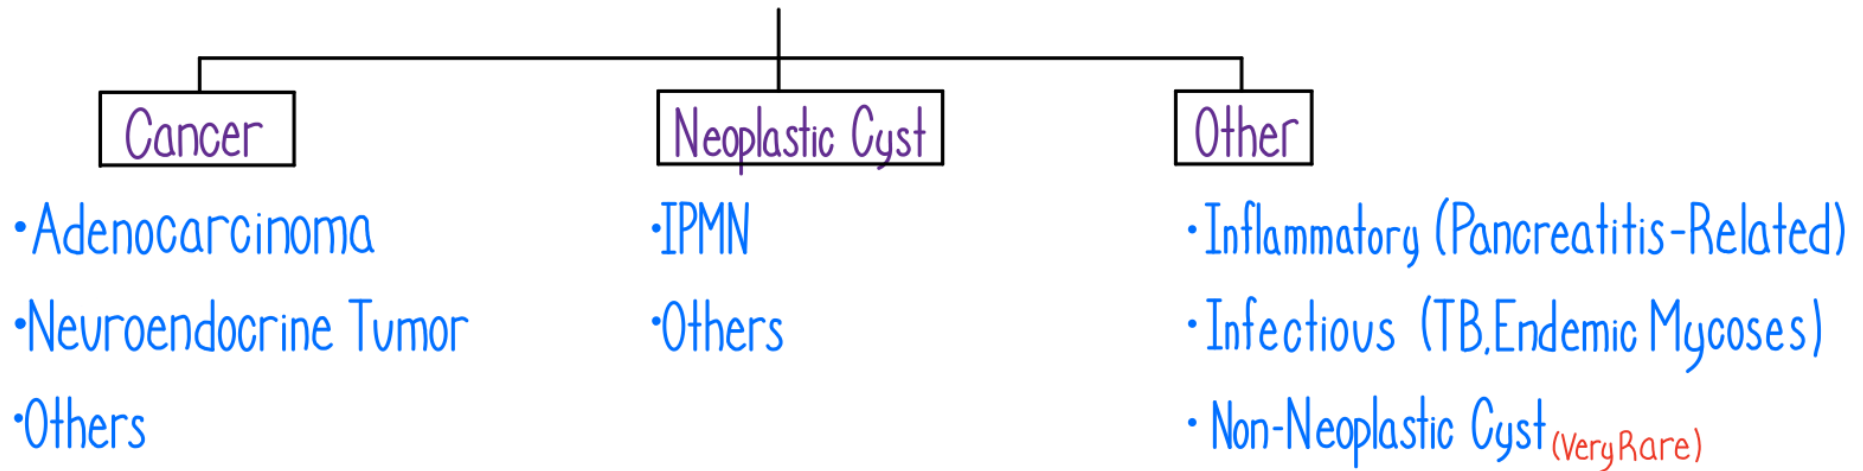 Cancer
•Adenocarcinoma
•Neuroendocrine Tumor
•Others
Neoplastic Cyst
•IPMN
•Others
Other
•Inflammatory (Pancreatitis-Related)
•Infectious (TB,Endemic Mycoses)
•Non-Neoplastic Cyst (Very Rare)